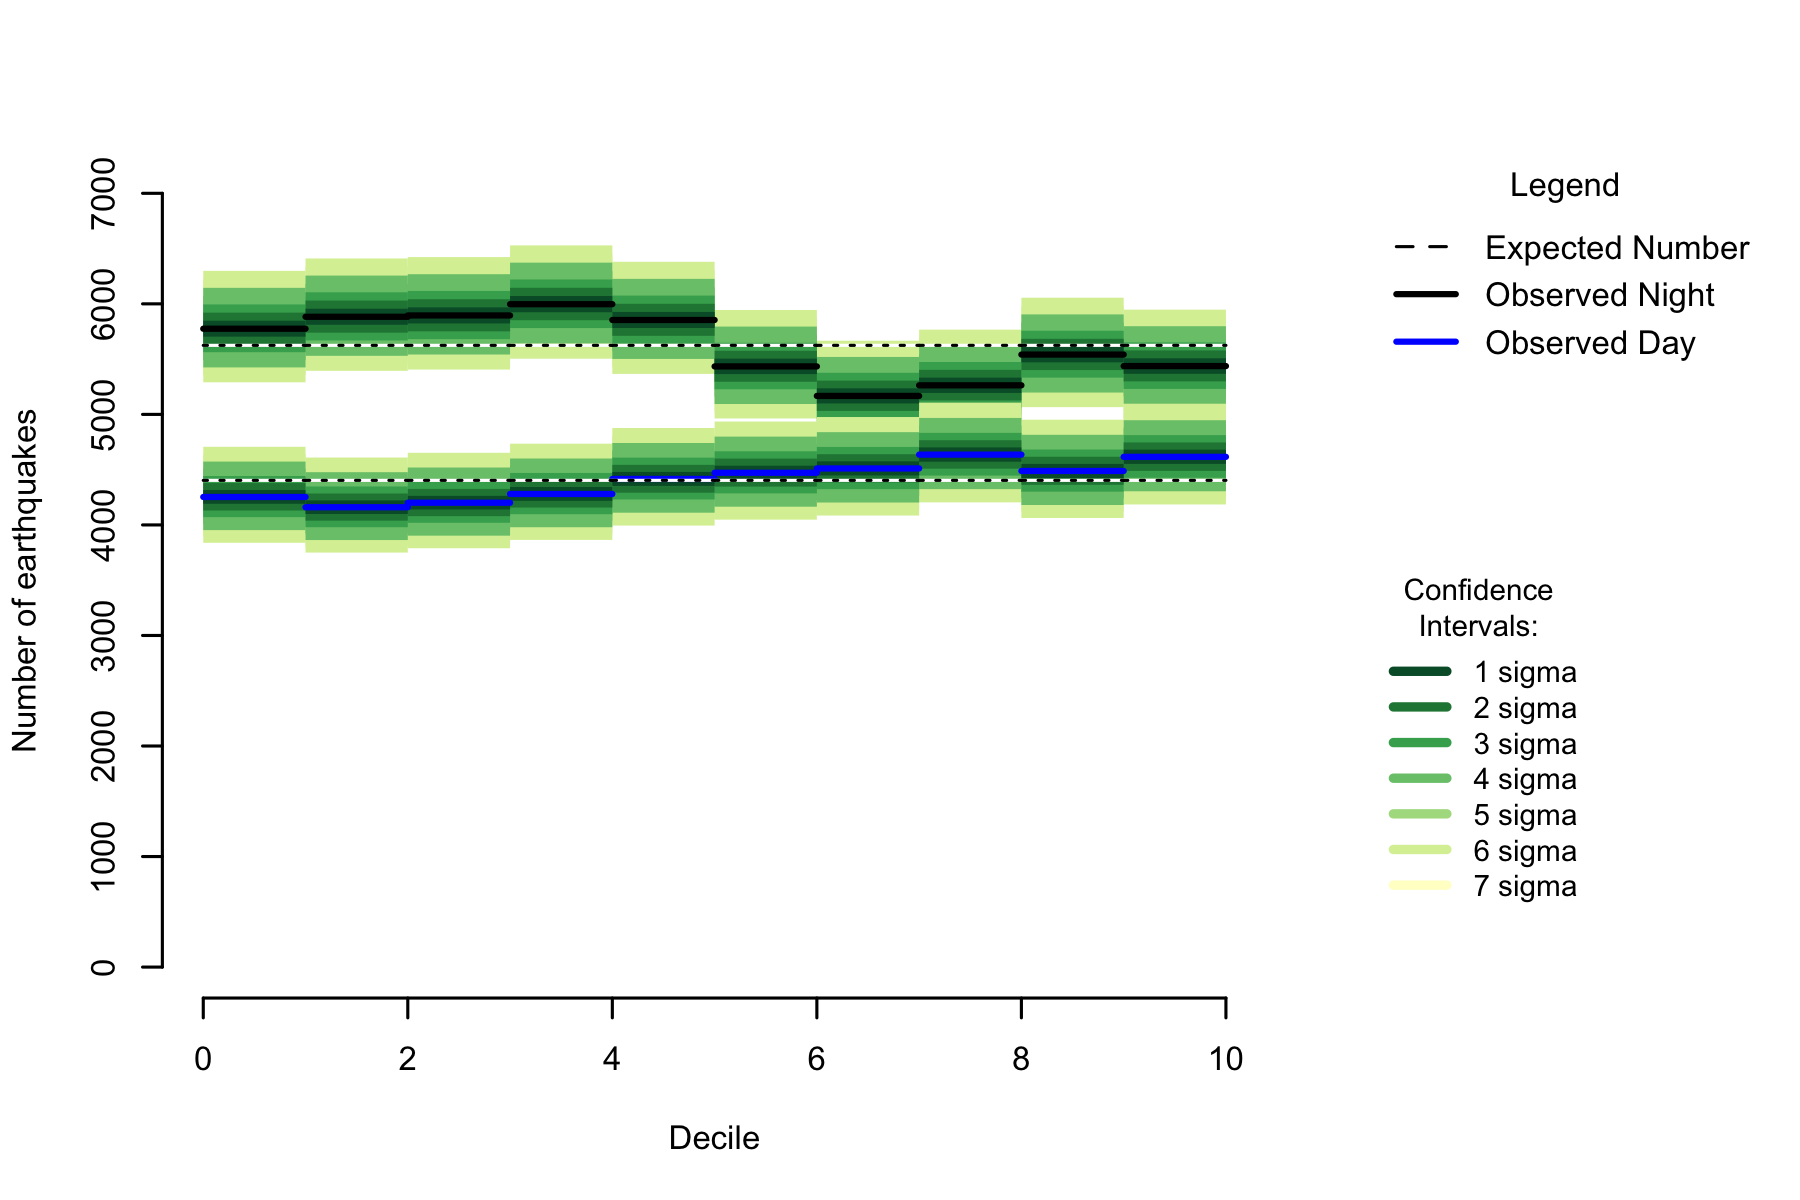 Number of earthquakes
7000
6000
5000
4000
3000
2000
1000
0
0 2 4 6 8 10
Decile
Legend
Expected Number
Observed Night
Observed Day
Confidence
Intervals:
1 sigma
2 sigma
3 sigma
4 sigma
5 sigma
6 sigma
7 sigma